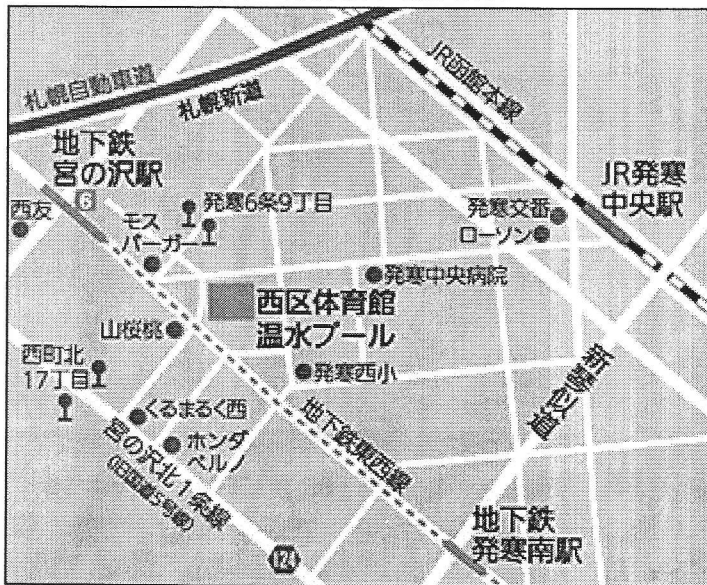 札幌自動車道
札幌新道
JR函館本線
地下鉄
宮の沢駅
6
西友
モス
バーガー
発寒6条9丁目
JR発寒
中央駅
発寒交番
ローソン
発寒中央病院
西区体育館
温水プール
山桜桃
西町北
17丁目
発寒西小
新琴似道
くるまるく西
ホンダ
ベルノ
地下鉄東西線
宮の沢北1条線
(旧国道5号線)
地下鉄
発寒南駅